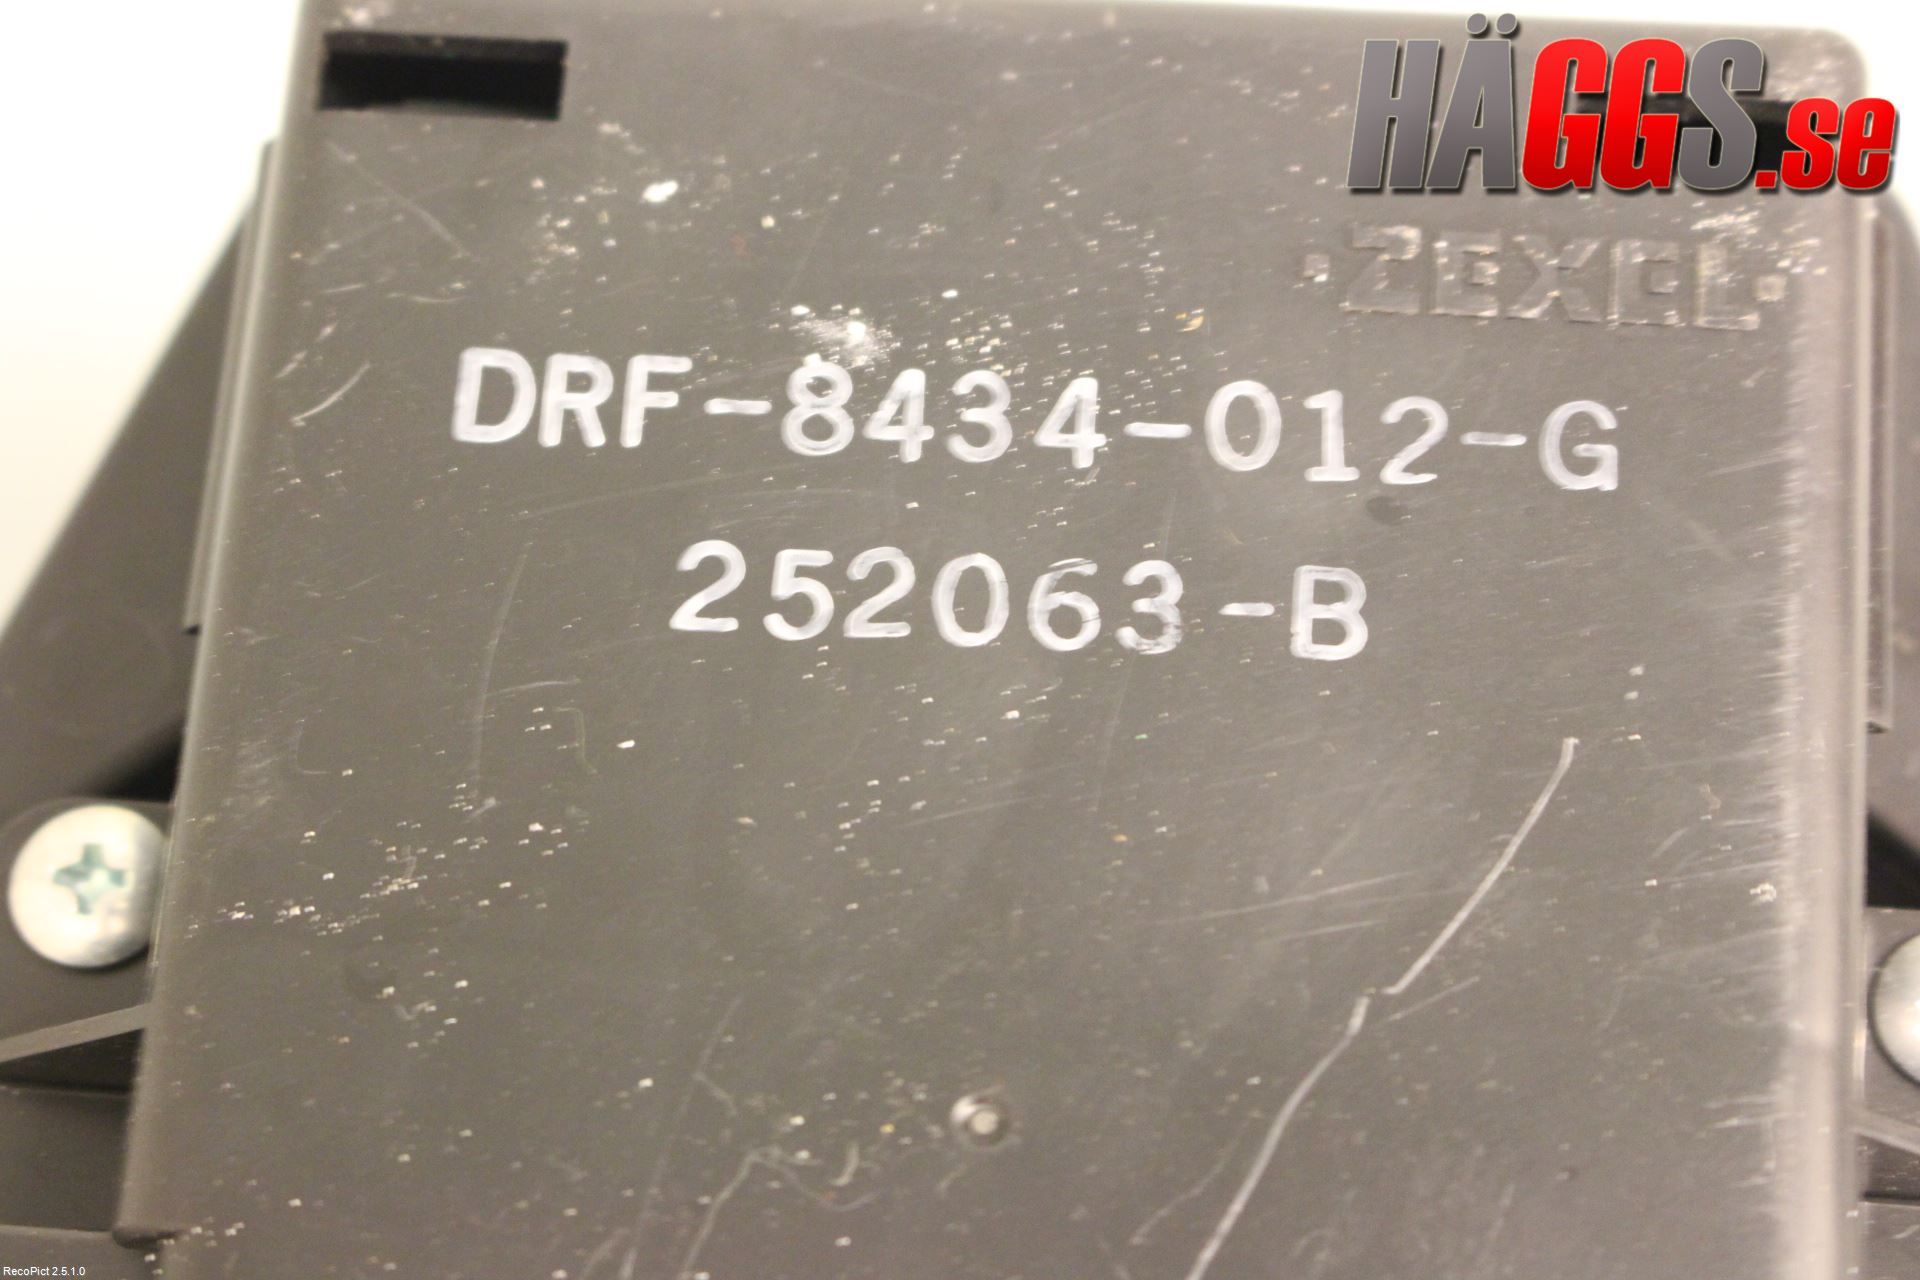 HÄGGS.se
·ZEXEL·
DRF-8434-012-G
252063-B
RecoPict 2.5.1.0